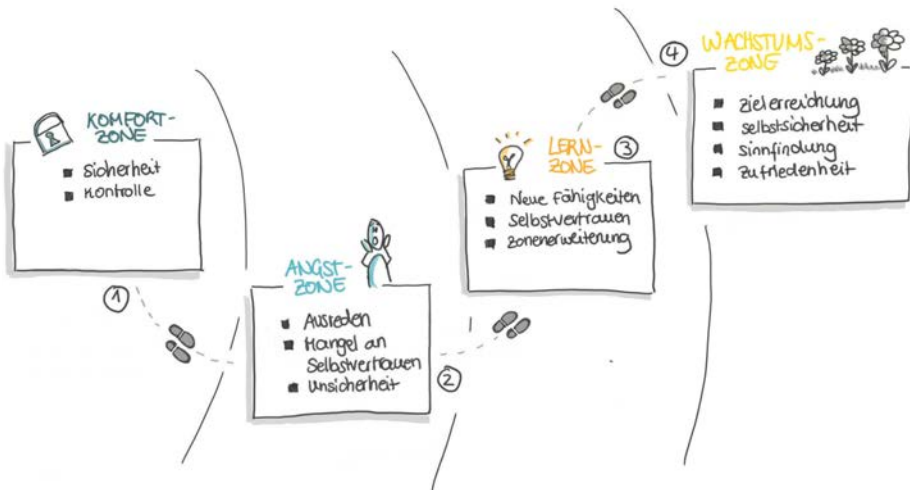 KOMFORT-
ZONE
Sicherheit
Kontrolle
1
ANGST-
ZONE
Ausreden
Mangel an
Selbstvertrauen
Unsicherheit
2
LERN-
ZONE
3
Neue Fähigkeiten
Selbstvertrauen
Zonenerweiterung
4
WACHSTUMS-
ZONE
Zielerreichung
Selbstsicherheit
Sinnfindung
Zufriedenheit